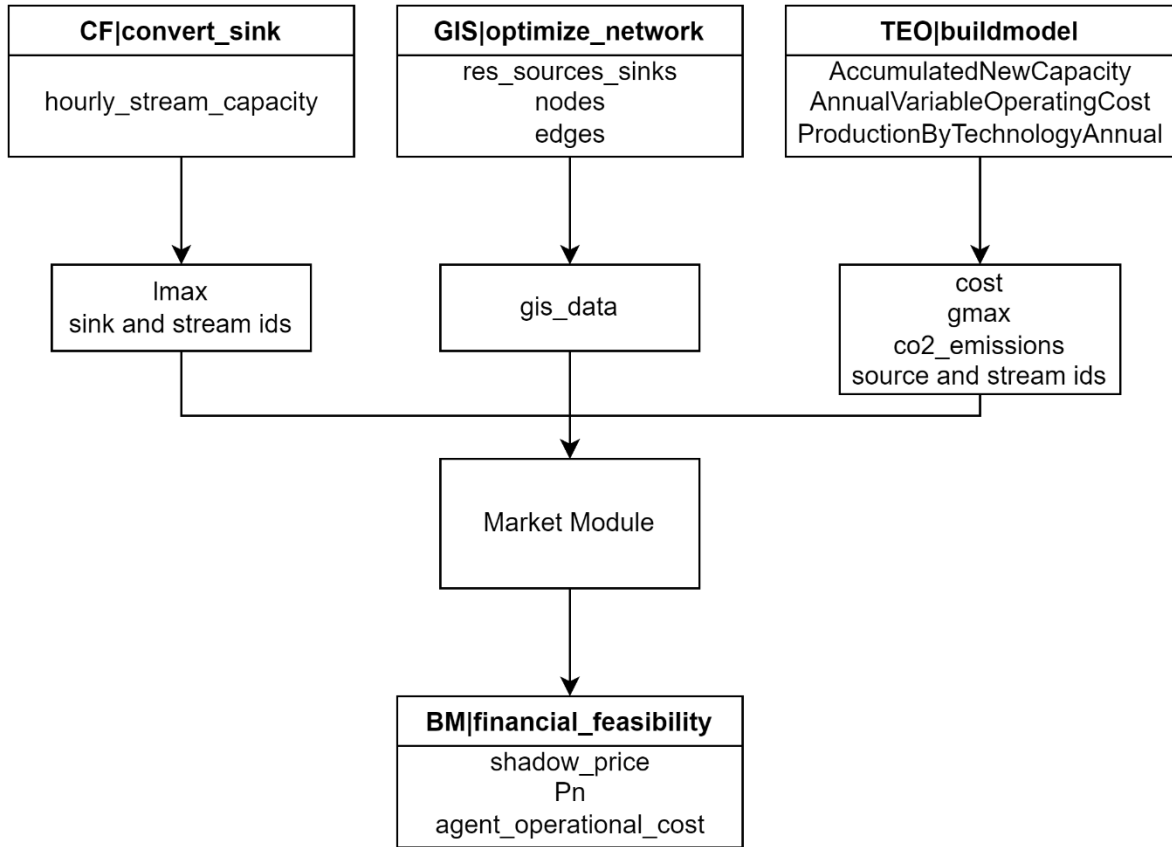 CF|convert_sink
hourly_stream_capacity
GIS|optimize_network
res_sources_sinks
nodes
edges
TEO|buildmodel
AccumulatedNewCapacity
AnnualVariableOperatingCost
ProductionByTechnologyAnnual
lmax
sink and stream ids
gis_data
cost
gmax
co2_emissions
source and stream ids
Market Module
BM|financial_feasibility
shadow_price
Pn
agent_operational_cost